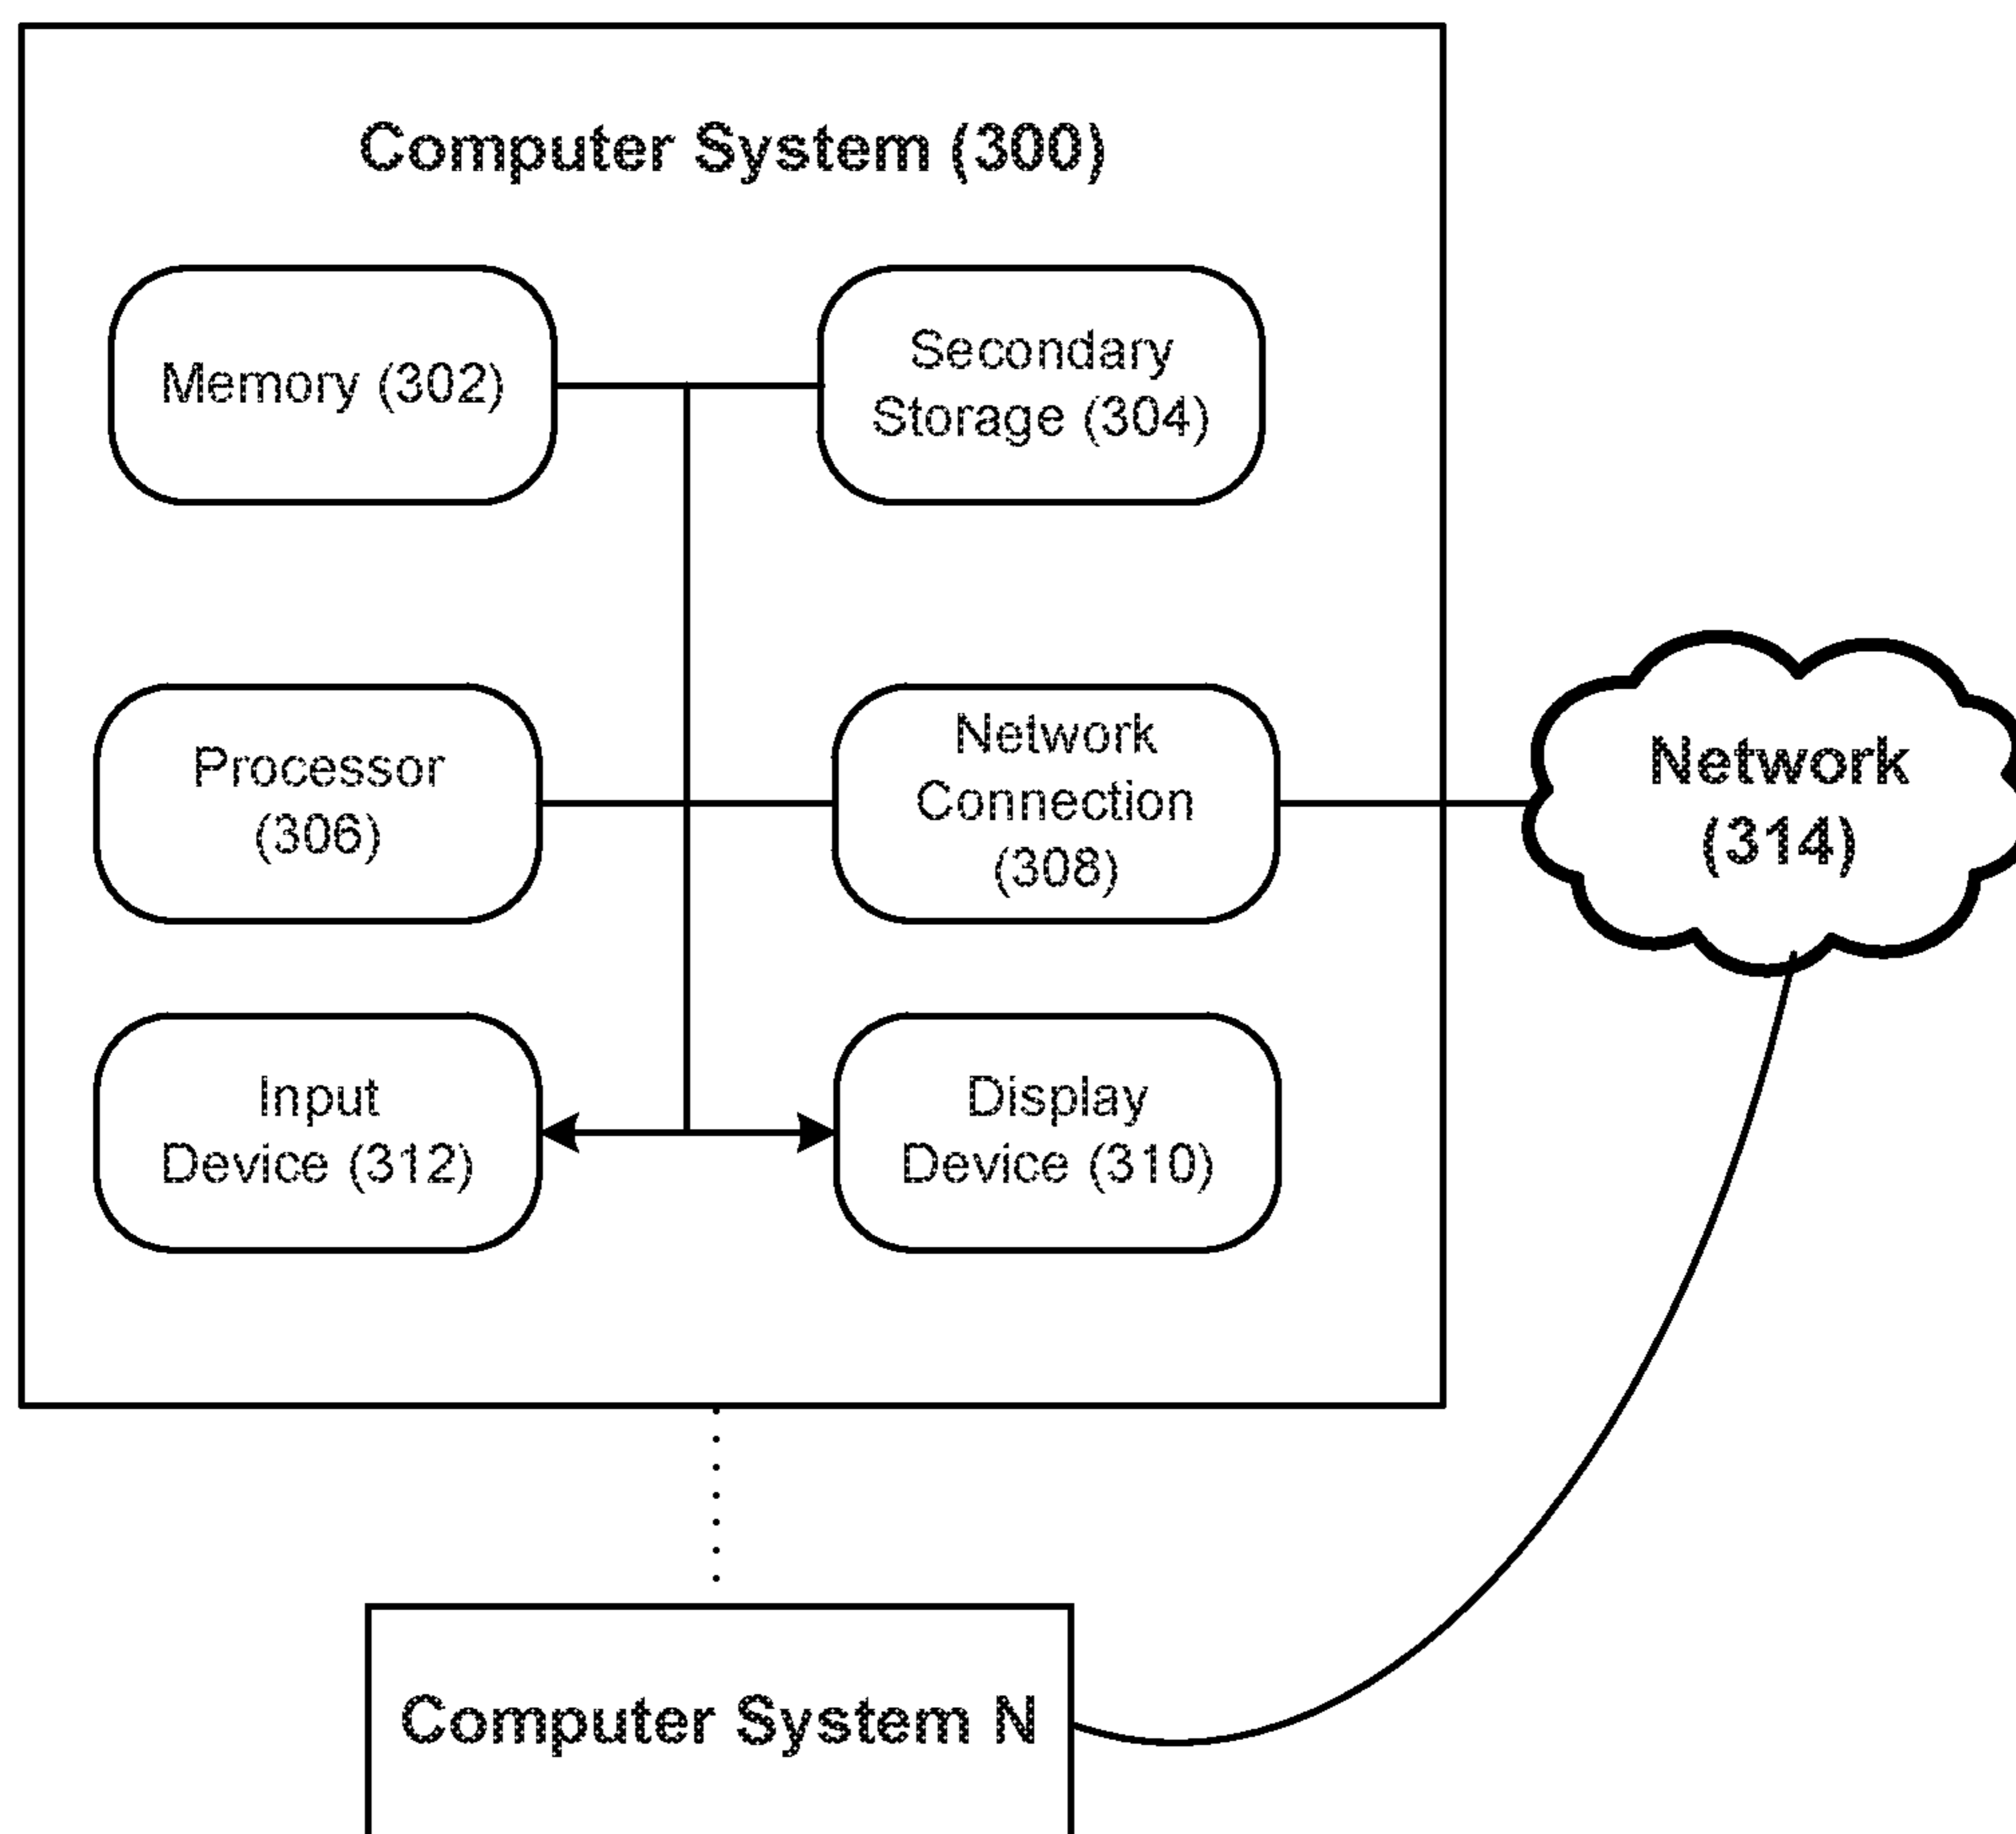 Computer System (300)
Memory (302)
Secondary
Storage (304)
Processor
(306)
Network
Connection
(308)
Network
(314)
Input
Device (312)
Display
Device (310)
Computer System N